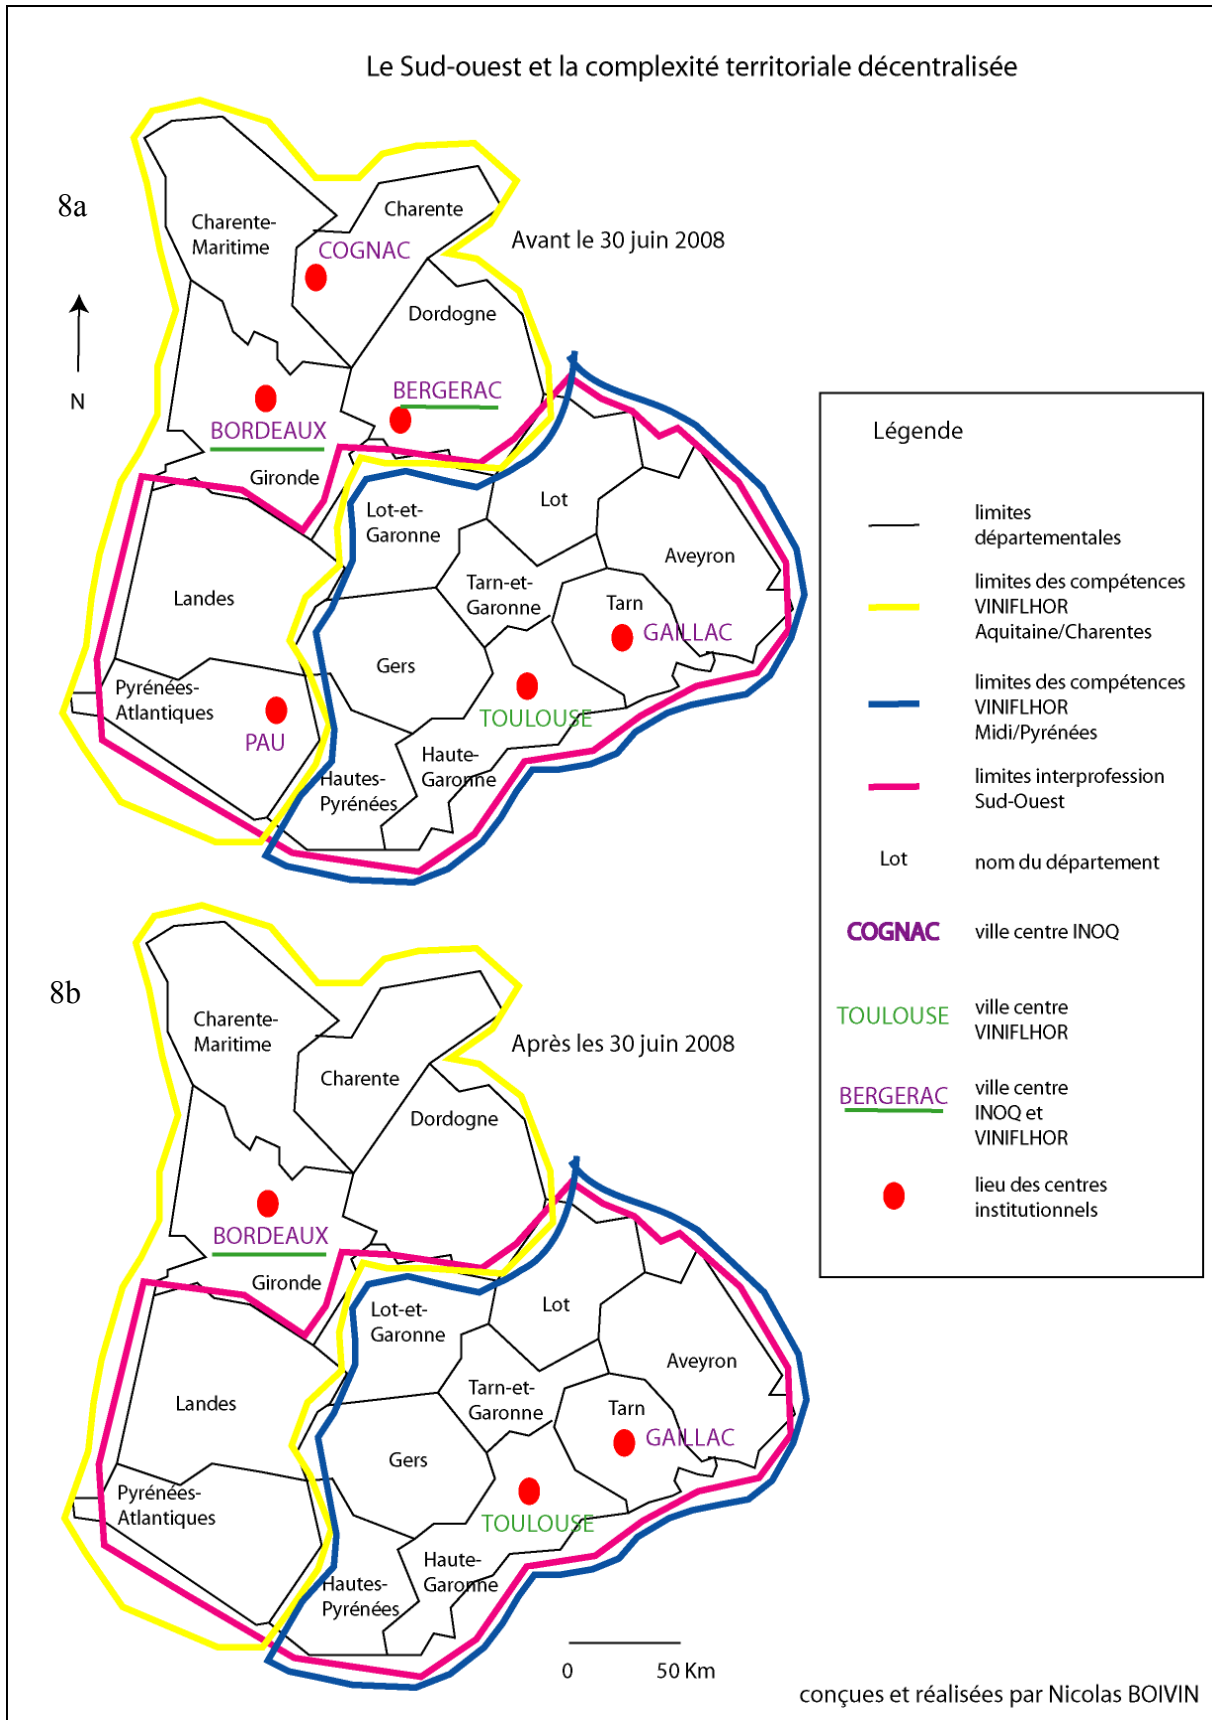 Le Sud-ouest et la complexité territoriale décentralisée
8a
Avant le 30 juin 2008
Charente-
Maritime
Charente
COGNAC
Dordogne
N
BERGERAC
BORDEAUX
Gironde
Lot-et-
Garonne
Lot
Aveyron
Landes
Tarn-et-
Garonne
Tarn
GAILLAC
Gers
Pyrénées-
Atlantiques
PAU
TOULOUSE
Haute-
Garonne
Hautes-
Pyrénées
Légende
limites
départementales
limites des compétences
VINIFLHOR
Aquitaine/Charentes
limites des compétences
VINIFLHOR
Midi/Pyrénées
limites interprofession
Sud-Ouest
Lot
nom du département
COGNAC
ville centre INOQ
TOULOUSE
ville centre
VINIFLHOR
BERGERAC
ville centre
INOQ et
VINIFLHOR
lieu des centres
institutionnels
8b
Après les 30 juin 2008
Charente-
Maritime
Charente
Dordogne
BORDEAUX
Gironde
Lot-et-
Garonne
Lot
Aveyron
Landes
Tarn-et-
Garonne
Tarn
GAILLAC
Gers
Pyrénées-
Atlantiques
TOULOUSE
Haute-
Garonne
Hautes-
Pyrénées
0 50 Km
conçues et réalisées par Nicolas BOIVIN